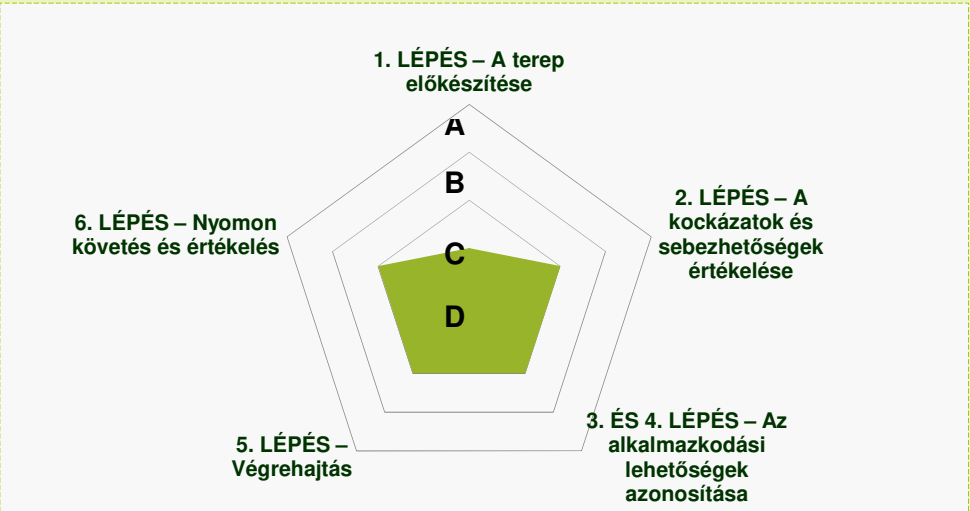 1. LÉPÉS – A terep
előkészítése
A
B
C
D
2. LÉPÉS – A
kockázatok és
sebezhetőségek
értékelése
3. ÉS 4. LÉPÉS – Az
alkalmazkodási
lehetőségek
azonosítása
5. LÉPÉS –
Végrehajtás
6. LÉPÉS – Nyomon
követés és értékelés